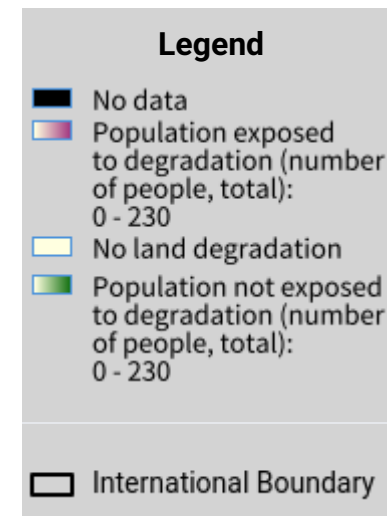 Legend
No data
Population exposed
to degradation (number
of people, total):
0 - 230
No land degradation
Population not exposed
to degradation (number
of people, total):
0 - 230
International Boundary